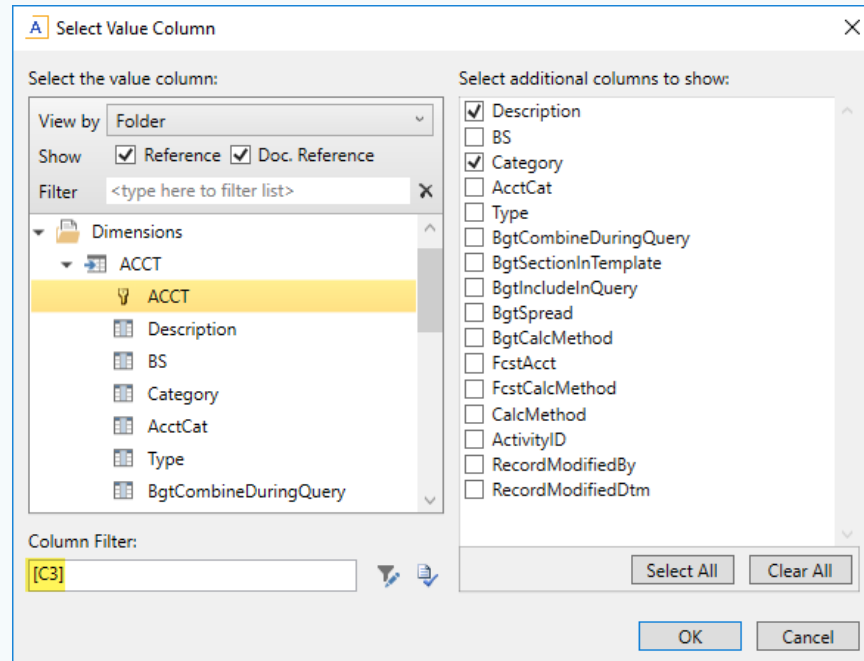 A Select Value Column
Select the value column:
View by Folder
Show Reference Doc. Reference
Filter <type here to filter list>
Dimensions
ACCT
ACCT
Description
BS
Category
AcctCat
Type
BgtCombineDuringQuery
Column Filter:
[C3]
Select additional columns to show:
Description
BS
Category
AcctCat
Type
BgtCombineDuringQuery
BgtSectionInTemplate
BgtIncludeInQuery
BgtSpread
BgtCalcMethod
FcstAcct
FcstCalcMethod
CalcMethod
ActivityID
RecordModifiedBy
RecordModifiedDtm
Select All Clear All
OK Cancel